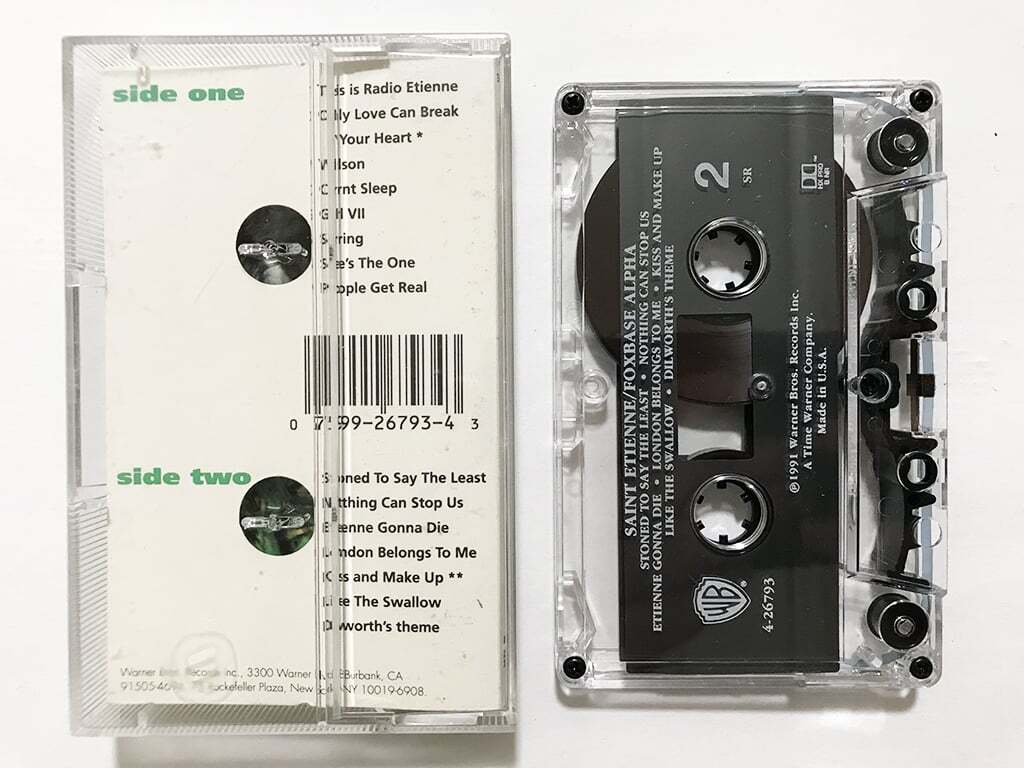 side one
This is Radio Etienne
Only Love Can Break
Your Heart *
Wilson
Carnt Sleep
Girl VII
Spring
She's The One
People Get Real
0 7599-26793-4 3
side two
Stoned To Say The Least
Nothing Can Stop Us
Etienne Gonna Die
London Belongs To Me
Kiss and Make Up **
Like The Swallow
Dilworth's theme
Warner Bros. Records Inc., 3300 Warner Blvd., Burbank, CA
Rockefeller Plaza, New York, NY 10019-6908.
2
SR
HX PRO
B NR
SAINT ETIENNE/FOXBASE ALPHA
STONED TO SAY THE LEAST • NOTHING CAN STOP US
ETIENNE GONNA DIE • LONDON BELONGS TO ME • KISS AND MAKE UP
LIKE THE SWALLOW • DILWORTH'S THEME
℗1991 Warner Bros. Records Inc.
A Time Warner Company.
Made in U.S.A.
WB®
4-26793